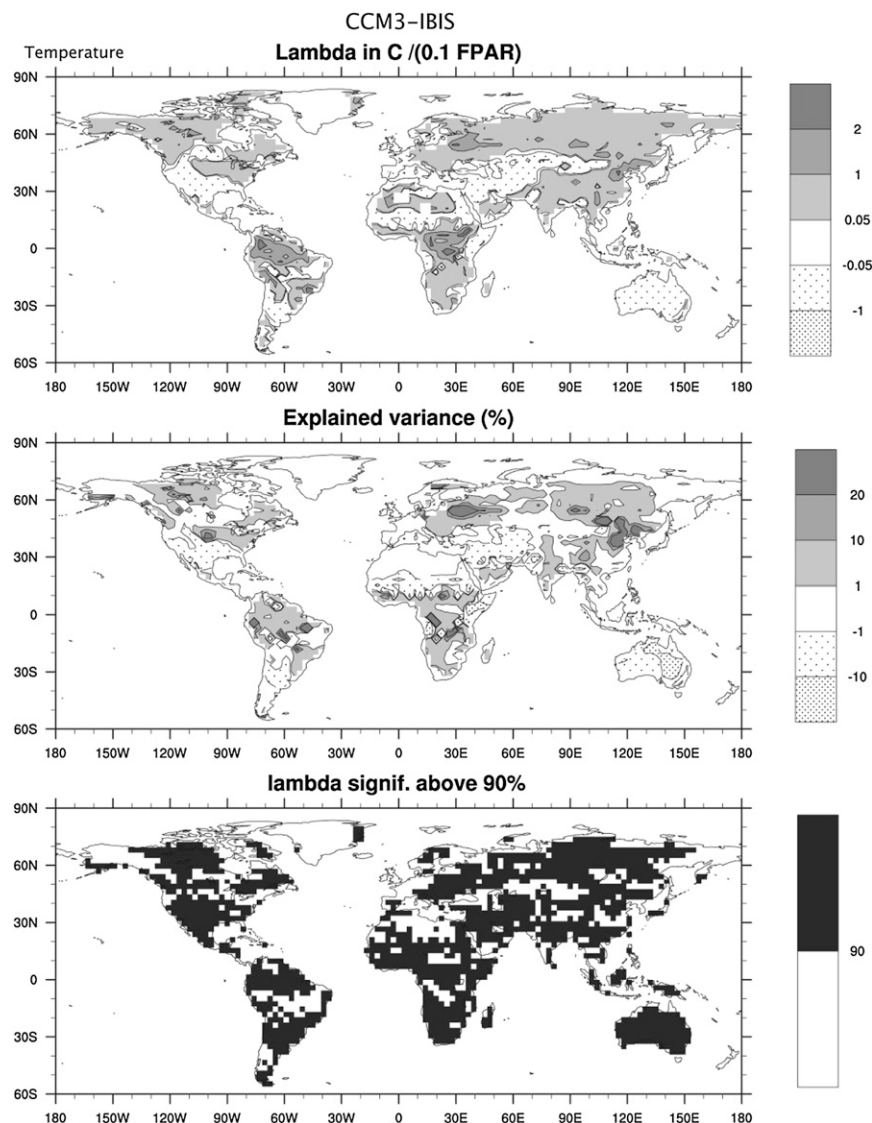 CCM3-IBIS
Temperature
Lambda in C /(0.1 FPAR)
90N
60N
30N
0
30S
60S
180 150W 120W 90W 60W 30W 0 30E 60E 90E 120E 150E 180
2
1
0.05
-0.05
-1
Explained variance (%)
90N
60N
30N
0
30S
60S
180 150W 120W 90W 60W 30W 0 30E 60E 90E 120E 150E 180
20
10
1
-1
-10
lambda signif. above 90%
90N
60N
30N
0
30S
60S
180 150W 120W 90W 60W 30W 0 30E 60E 90E 120E 150E 180
90